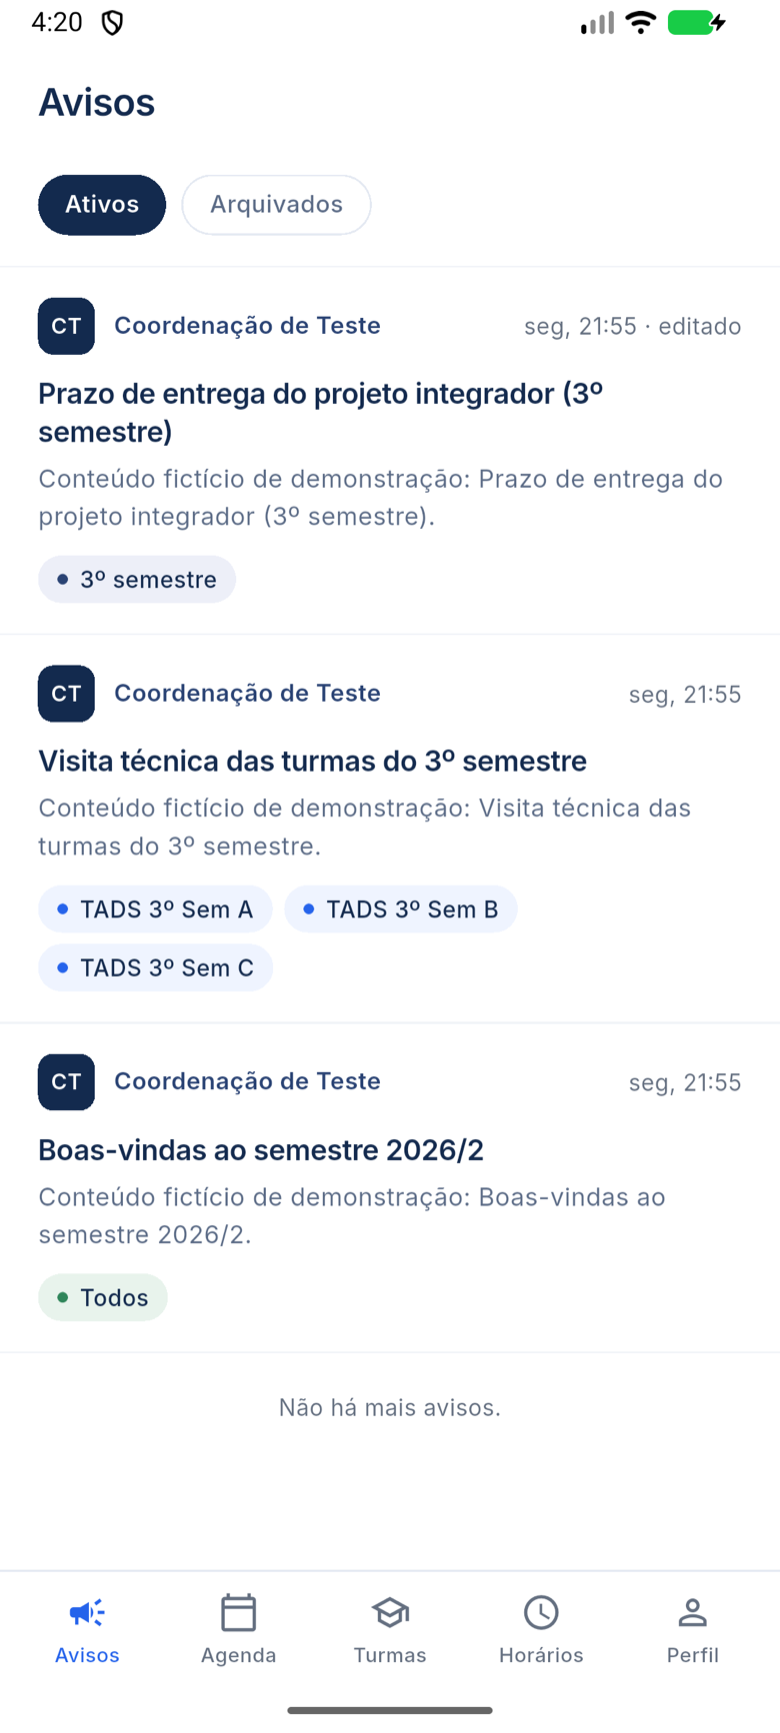 4:20
Avisos
Ativos
Arquivados
CT
Coordenação de Teste
seg, 21:55 · editado
Prazo de entrega do projeto integrador (3º
semestre)
Conteúdo fictício de demonstração: Prazo de entrega do
projeto integrador (3º semestre).
3º semestre
CT
Coordenação de Teste
seg, 21:55
Visita técnica das turmas do 3º semestre
Conteúdo fictício de demonstração: Visita técnica das
turmas do 3º semestre.
TADS 3º Sem A
TADS 3º Sem B
TADS 3º Sem C
CT
Coordenação de Teste
seg, 21:55
Boas-vindas ao semestre 2026/2
Conteúdo fictício de demonstração: Boas-vindas ao
semestre 2026/2.
Todos
Não há mais avisos.
Avisos
Agenda
Turmas
Horários
Perfil